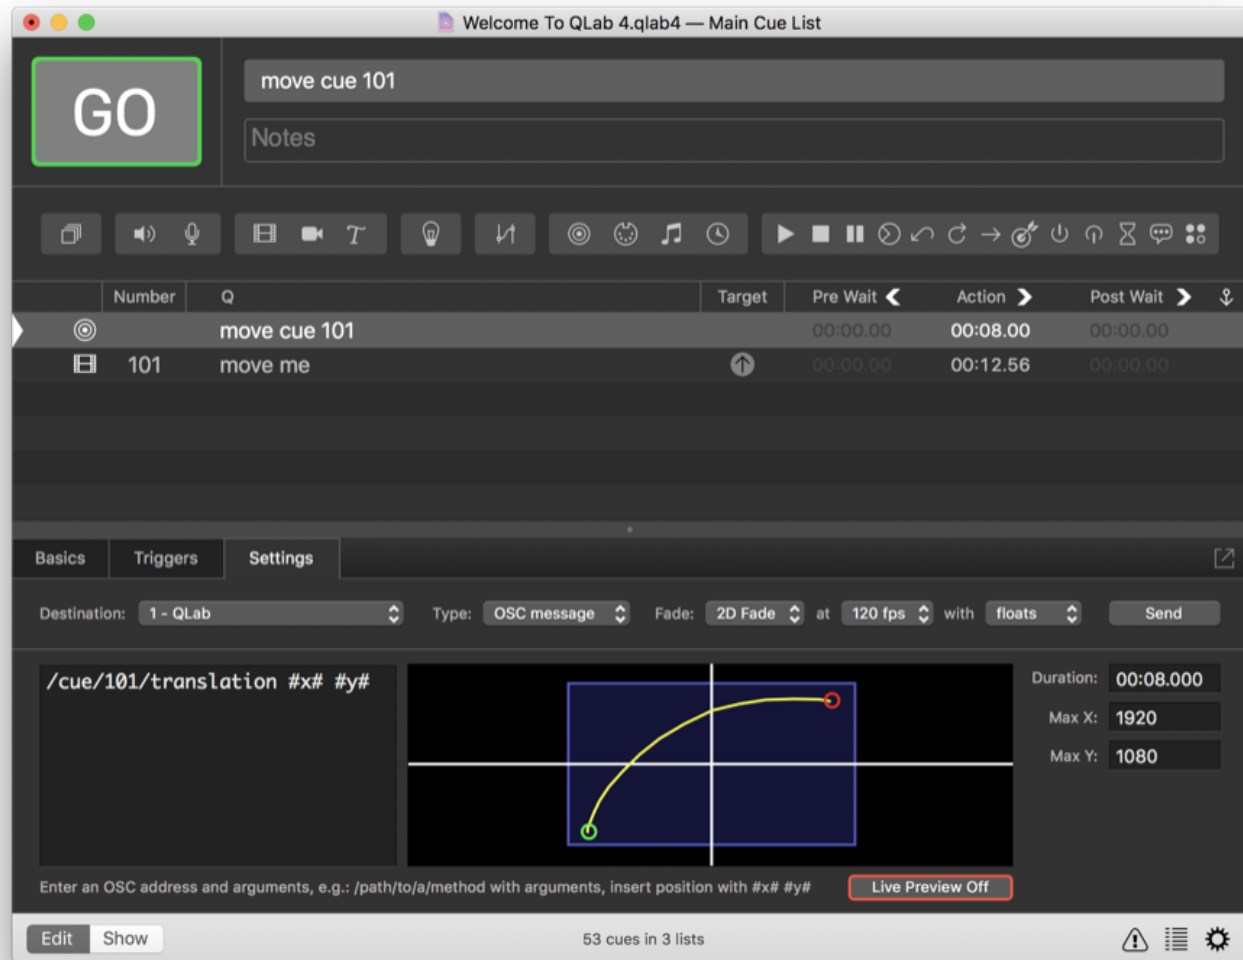 Welcome To QLab 4.qlab4 — Main Cue List
GO
move cue 101
Notes
Number Q Target Pre Wait Action Post Wait
move cue 101 00:00.00 00:08.00 00:00.00
101 move me 00:00.00 00:12.56 00:00.00
Basics Triggers Settings
Destination: 1 - QLab Type: OSC message Fade: 2D Fade at 120 fps with floats Send
/cue/101/translation #x# #y#
Duration: 00:08.000
Max X: 1920
Max Y: 1080
Enter an OSC address and arguments, e.g.: /path/to/a/method with arguments, insert position with #x# #y# Live Preview Off
Edit Show 53 cues in 3 lists